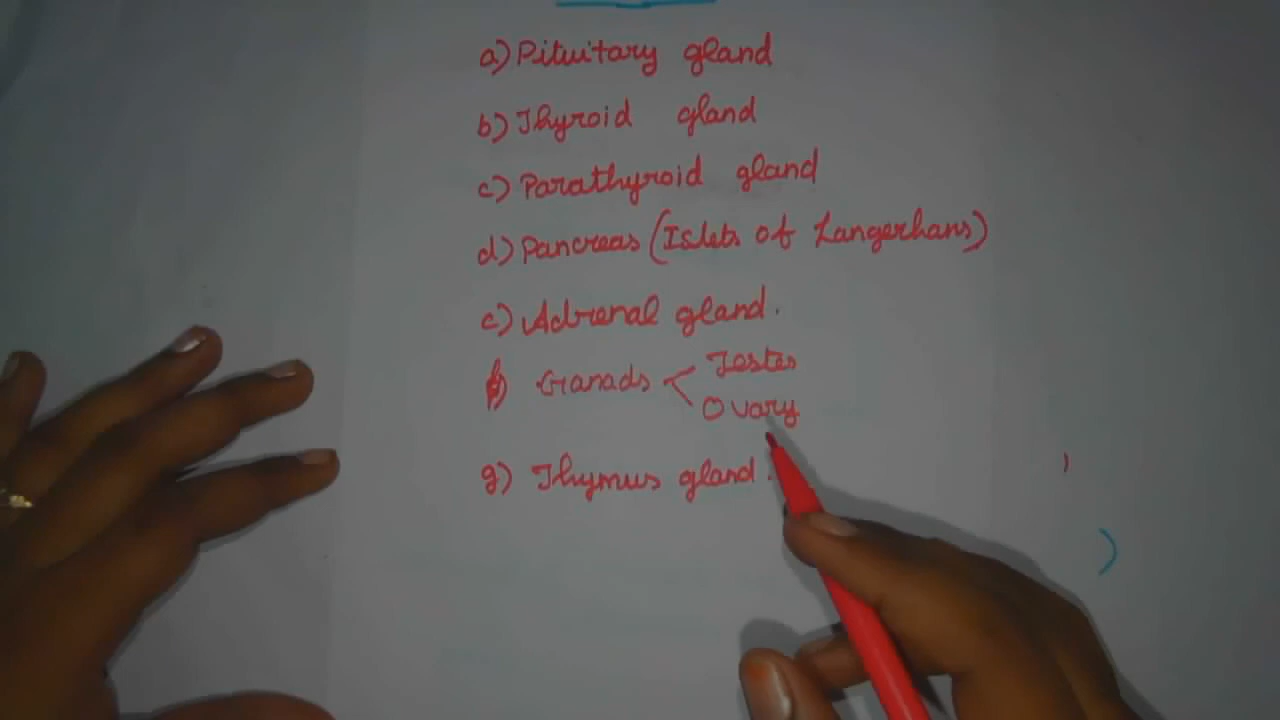 a) Pituitary gland
b) Thyroid gland
c) Parathyroid gland
d) Pancreas (Islets of Langerhans)
e) Adrenal gland.
f) Gonads < Testes
Ovary
g) Thymus gland.